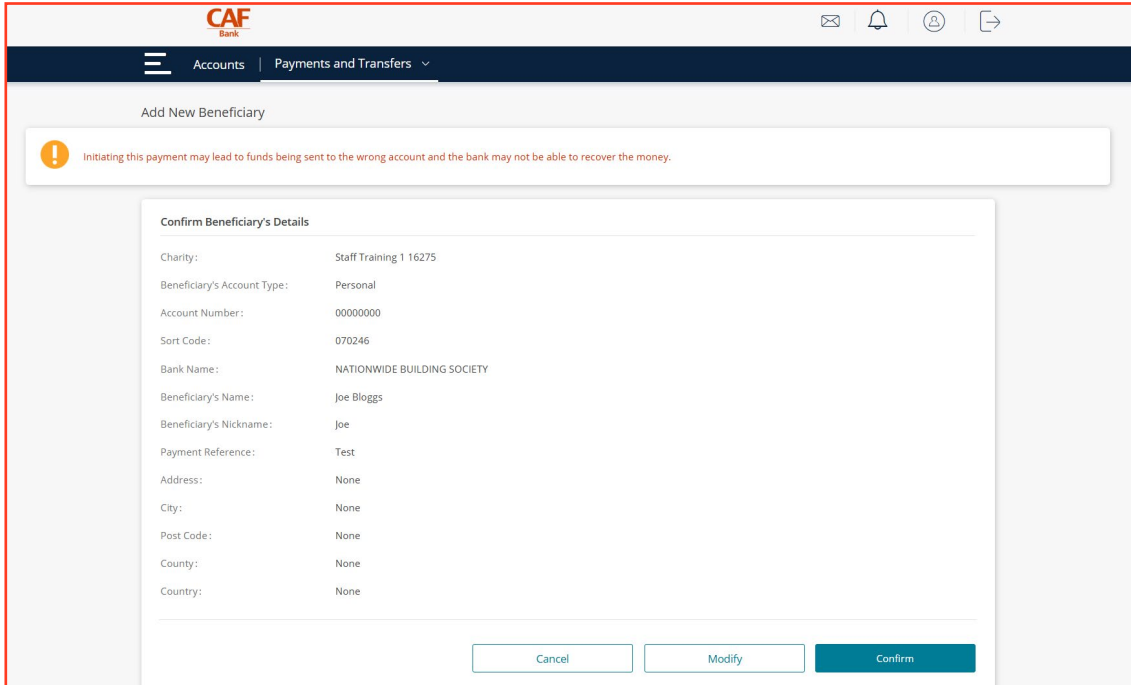 CAF
Bank
Accounts | Payments and Transfers
Add New Beneficiary
Initiating this payment may lead to funds being sent to the wrong account and the bank may not be able to recover the money.
Confirm Beneficiary's Details
Charity: Staff Training 1 16275
Beneficiary's Account Type: Personal
Account Number: 00000000
Sort Code: 070246
Bank Name: NATIONWIDE BUILDING SOCIETY
Beneficiary's Name: Joe Bloggs
Beneficiary's Nickname: Joe
Payment Reference: Test
Address: None
City: None
Post Code: None
County: None
Country: None
Cancel Modify Confirm